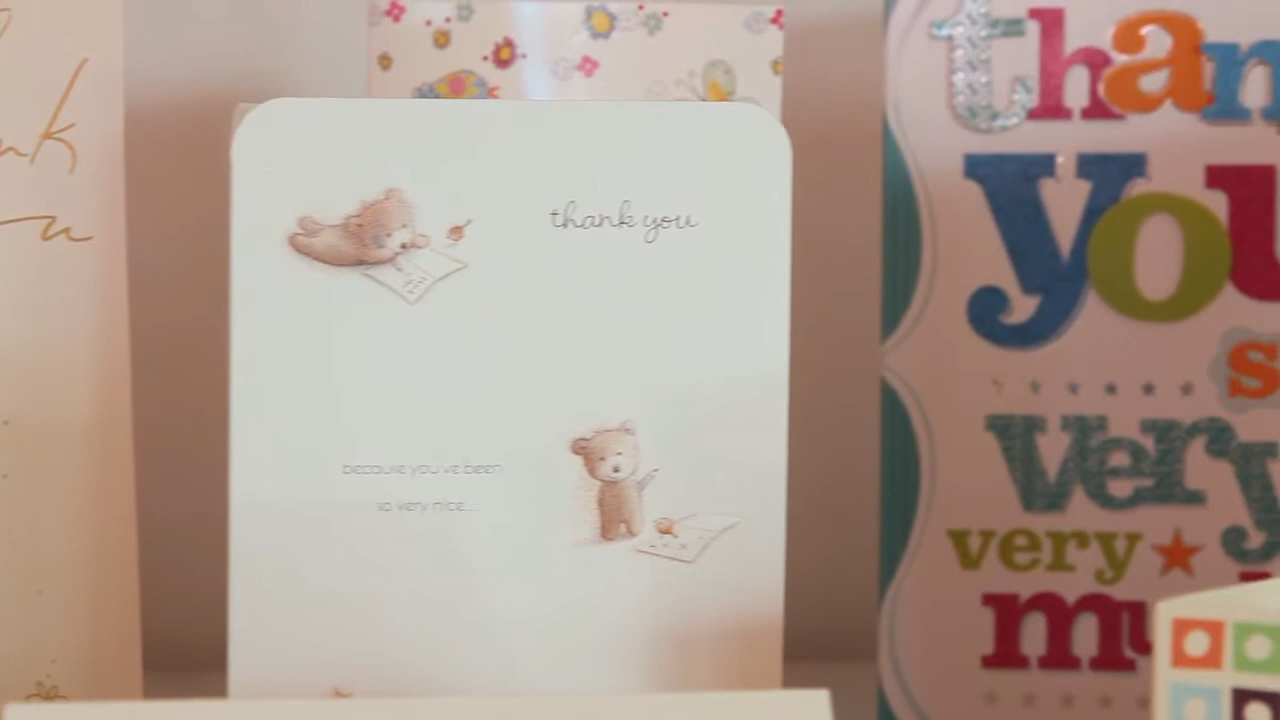 thank you
because you've been
so very nice...
than
you
s
very
very
mu